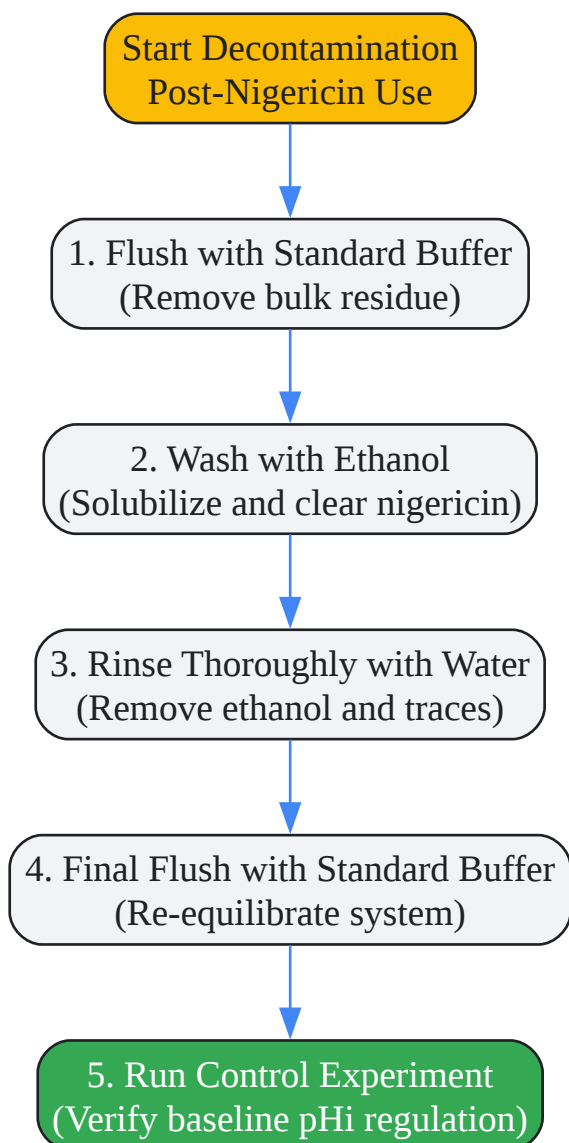 Start Decontamination
Post-Nigericin Use
1. Flush with Standard Buffer
(Remove bulk residue)
2. Wash with Ethanol
(Solubilize and clear nigericin)
3. Rinse Thoroughly with Water
(Remove ethanol and traces)
4. Final Flush with Standard Buffer
(Re-equilibrate system)
5. Run Control Experiment
(Verify baseline pHi regulation)